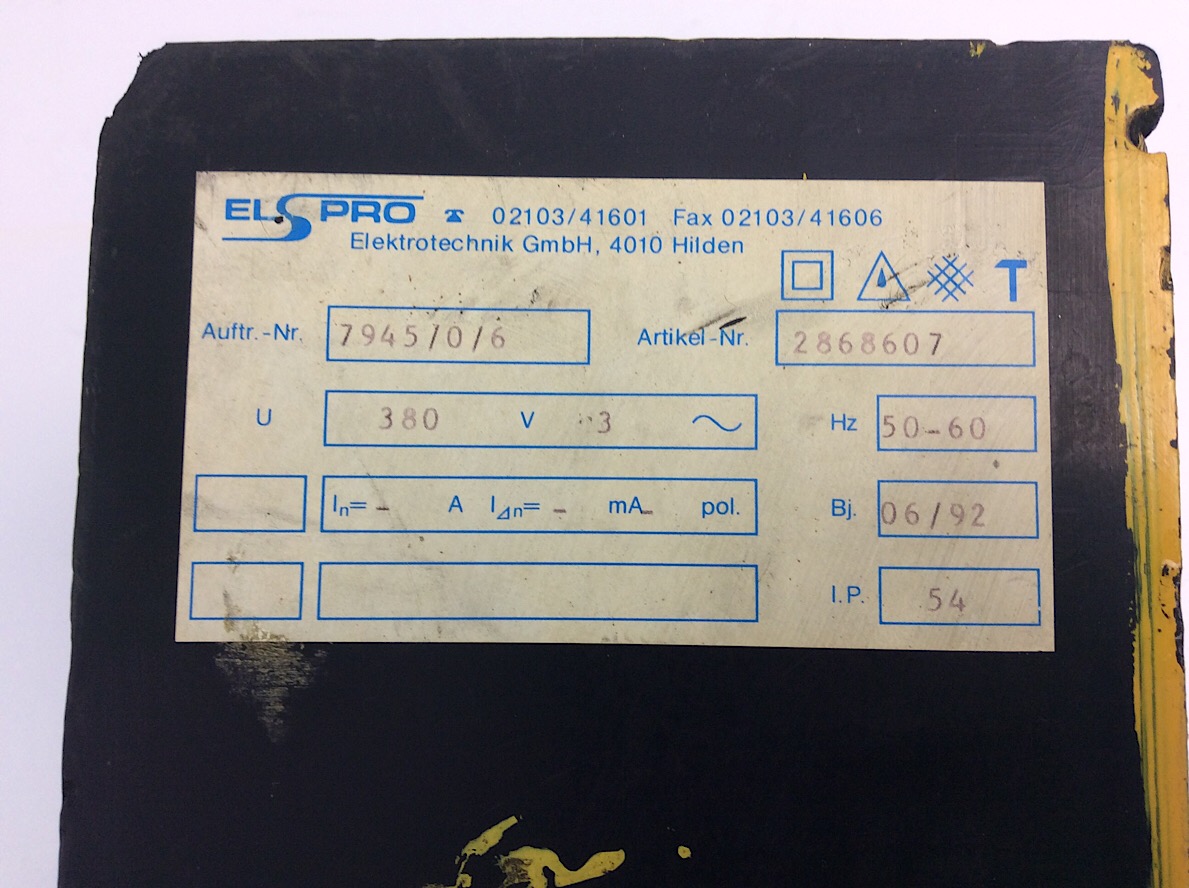 ELSPRO ☎ 02103/41601 Fax 02103/41606
Elektrotechnik GmbH, 4010 Hilden
T
Auftr.-Nr. 7945/0/6 Artikel-Nr. 2868607
U 380 V 3 ~ Hz 50-60
In= - A I⊿n= - mA - pol. Bj. 06/92
I.P. 54